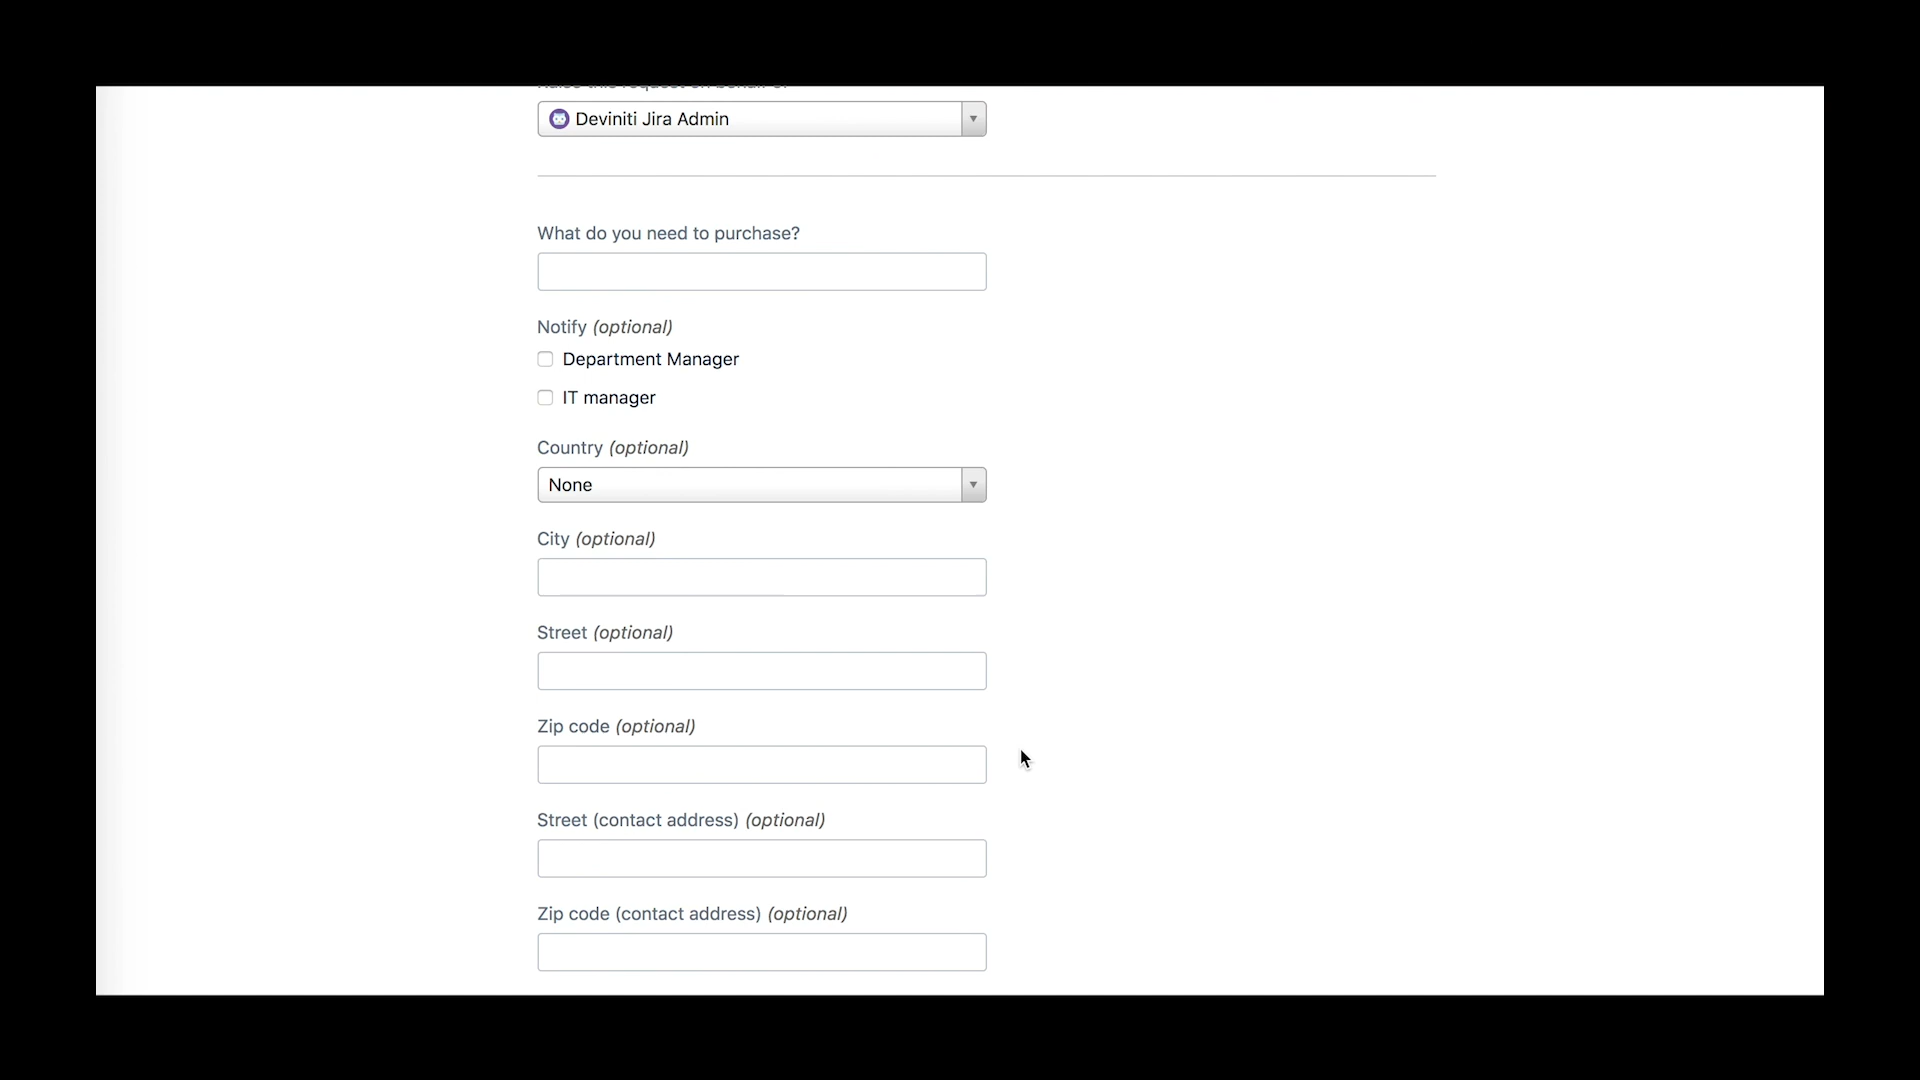 Deviniti Jira Admin
What do you need to purchase?
Notify (optional)
Department Manager
IT manager
Country (optional)
None
City (optional)
Street (optional)
Zip code (optional)
Street (contact address) (optional)
Zip code (contact address) (optional)